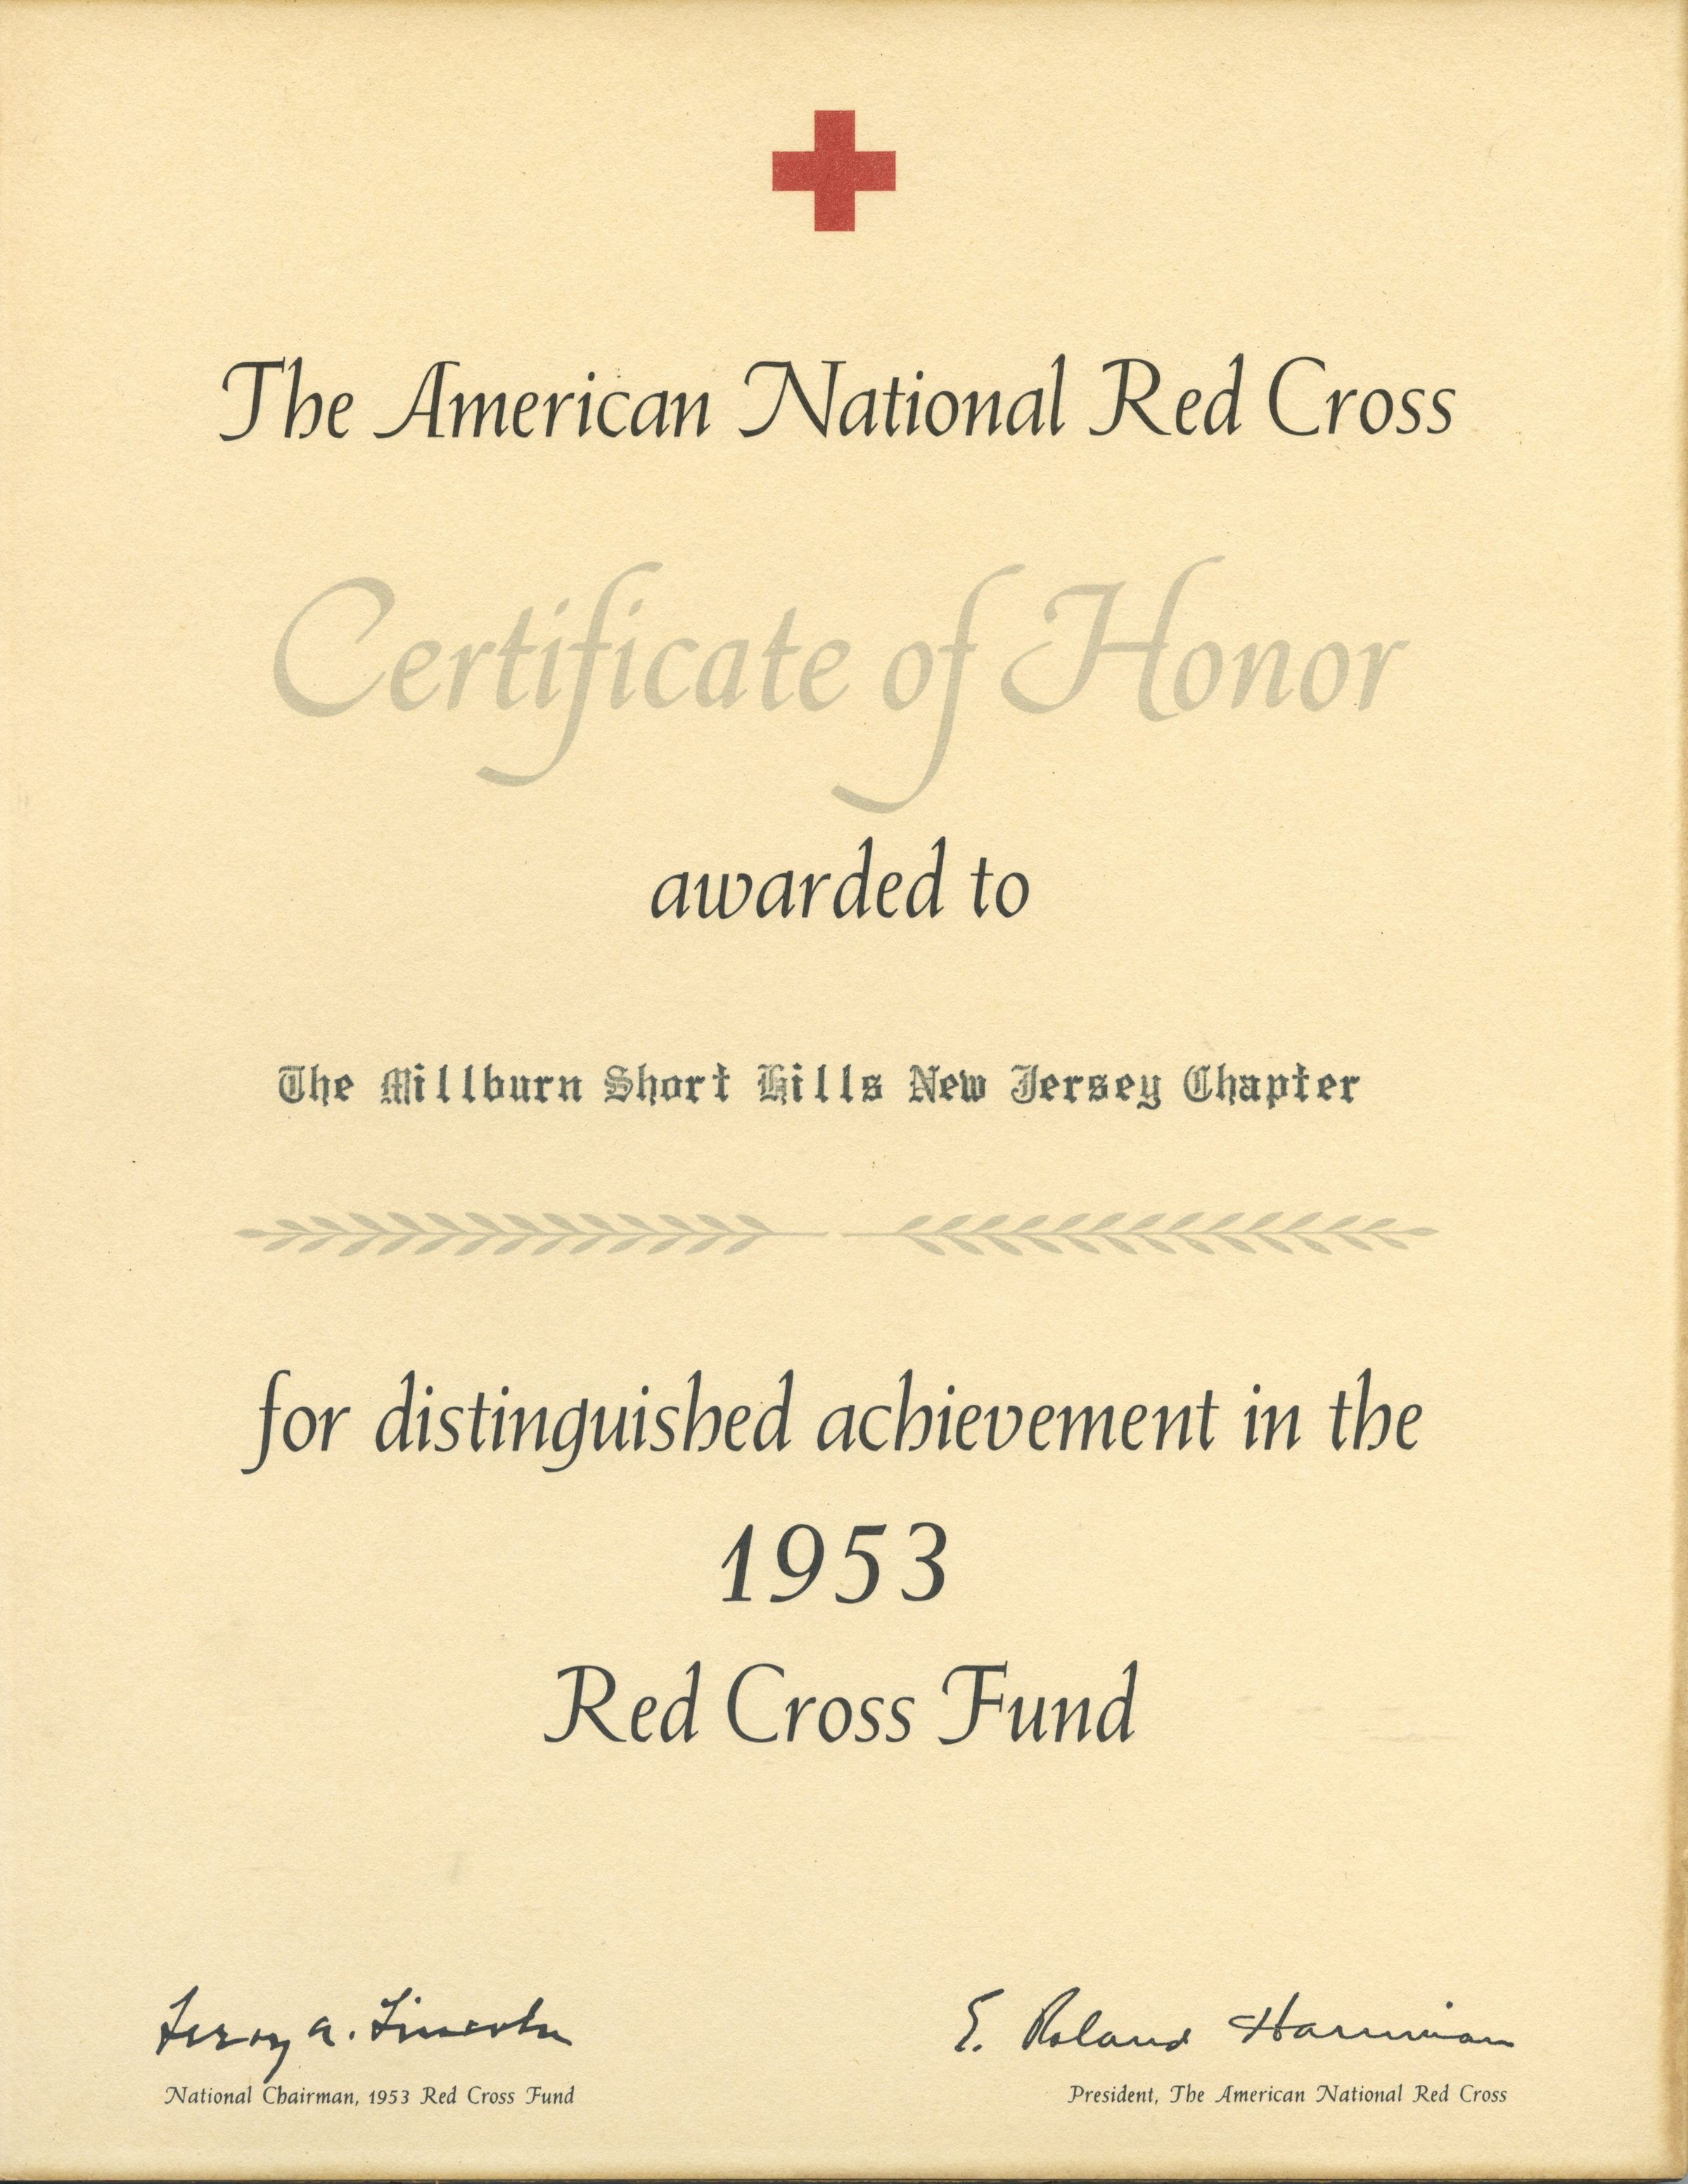 The American National Red Cross
Certificate of Honor
awarded to
The Millburn Short Hills New Jersey Chapter
for distinguished achievement in the
1953
Red Cross Fund
Leroy A. Lincoln
E. Roland Harriman
National Chairman, 1953 Red Cross Fund
President, The American National Red Cross